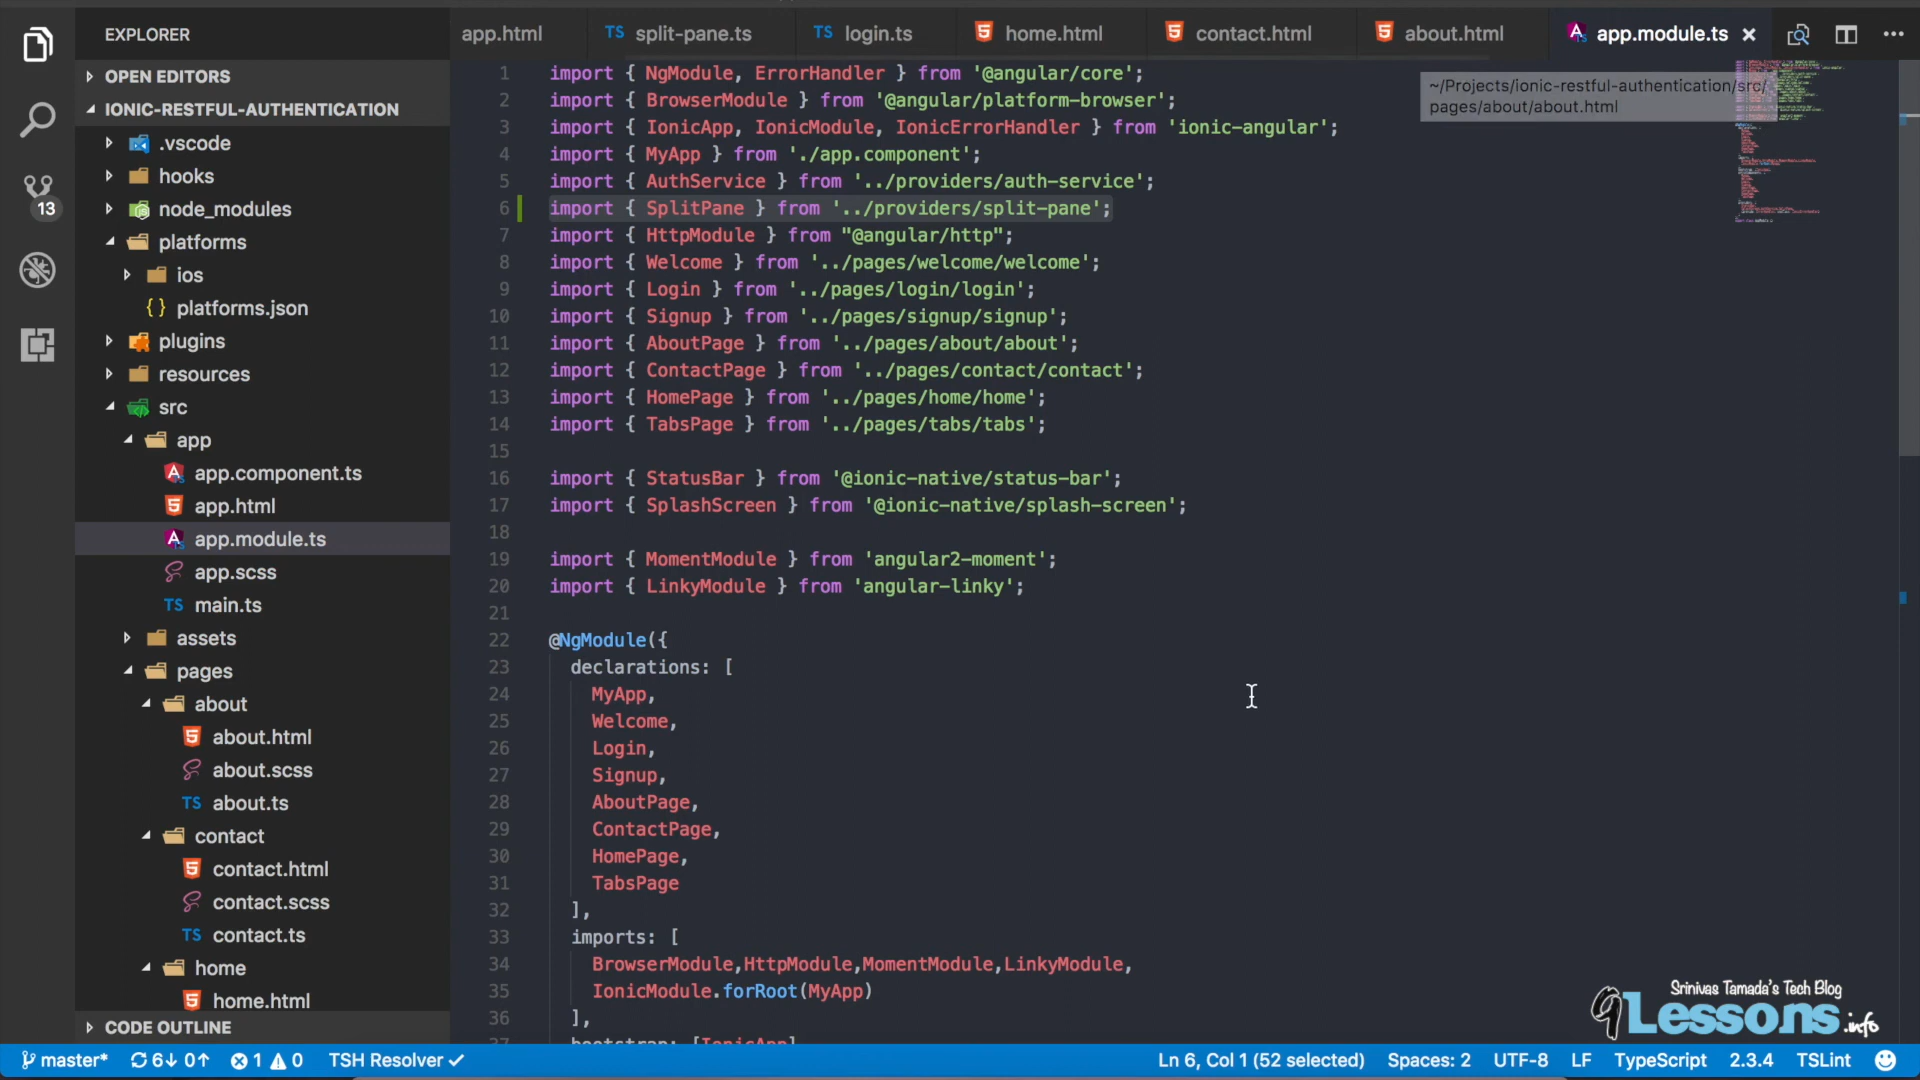 EXPLORER
OPEN EDITORS
IONIC-RESTFUL-AUTHENTICATION
.vscode
hooks
node_modules
platforms
ios
{ } platforms.json
plugins
resources
src
app
app.component.ts
app.html
app.module.ts
app.scss
TS main.ts
assets
pages
about
about.html
about.scss
TS about.ts
contact
contact.html
contact.scss
TS contact.ts
home
home.html
CODE OUTLINE
13
app.html
TS split-pane.ts
TS login.ts
home.html
contact.html
about.html
app.module.ts
~/Projects/ionic-restful-authentication/src/
pages/about/about.html
1 import { NgModule, ErrorHandler } from '@angular/core';
2 import { BrowserModule } from '@angular/platform-browser';
3 import { IonicApp, IonicModule, IonicErrorHandler } from 'ionic-angular';
4 import { MyApp } from './app.component';
5 import { AuthService } from '../providers/auth-service';
6 import { SplitPane } from '../providers/split-pane';
7 import { HttpModule } from "@angular/http";
8 import { Welcome } from '../pages/welcome/welcome';
9 import { Login } from '../pages/login/login';
10 import { Signup } from '../pages/signup/signup';
11 import { AboutPage } from '../pages/about/about';
12 import { ContactPage } from '../pages/contact/contact';
13 import { HomePage } from '../pages/home/home';
14 import { TabsPage } from '../pages/tabs/tabs';
15
16 import { StatusBar } from '@ionic-native/status-bar';
17 import { SplashScreen } from '@ionic-native/splash-screen';
18
19 import { MomentModule } from 'angular2-moment';
20 import { LinkyModule } from 'angular-linky';
21
22 @NgModule({
23 declarations: [
24 MyApp,
25 Welcome,
26 Login,
27 Signup,
28 AboutPage,
29 ContactPage,
30 HomePage,
31 TabsPage
32 ],
33 imports: [
34 BrowserModule,HttpModule,MomentModule,LinkyModule,
35 IonicModule.forRoot(MyApp)
36 ],
37 bootstrap: [IonicApp]
Srinivas Tamada's Tech Blog
9Lessons.info
master* 6↓ 0↑ 1 0 TSH Resolver Ln 6, Col 1 (52 selected) Spaces: 2 UTF-8 LF TypeScript 2.3.4 TSLint